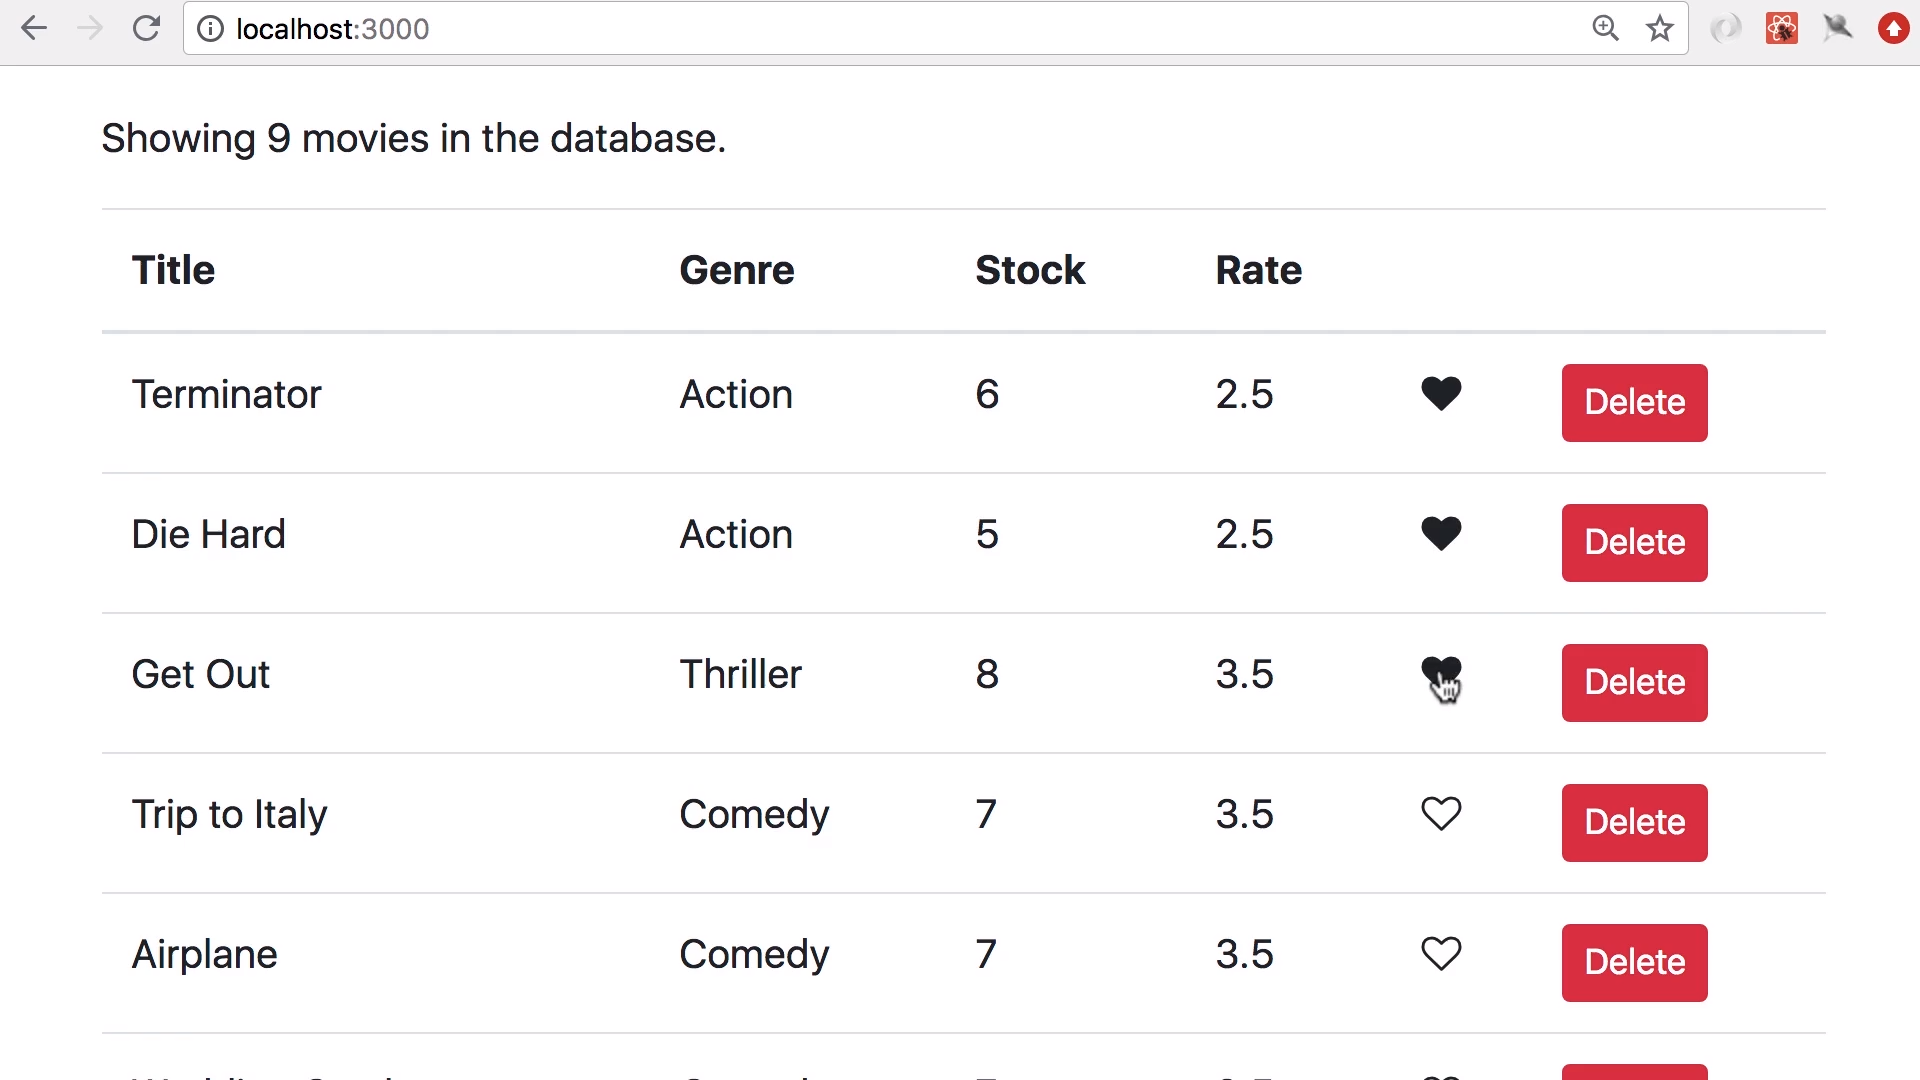 localhost:3000
Showing 9 movies in the database.
Title Genre Stock Rate
Terminator Action 6 2.5 Delete
Die Hard Action 5 2.5 Delete
Get Out Thriller 8 3.5 Delete
Trip to Italy Comedy 7 3.5 Delete
Airplane Comedy 7 3.5 Delete